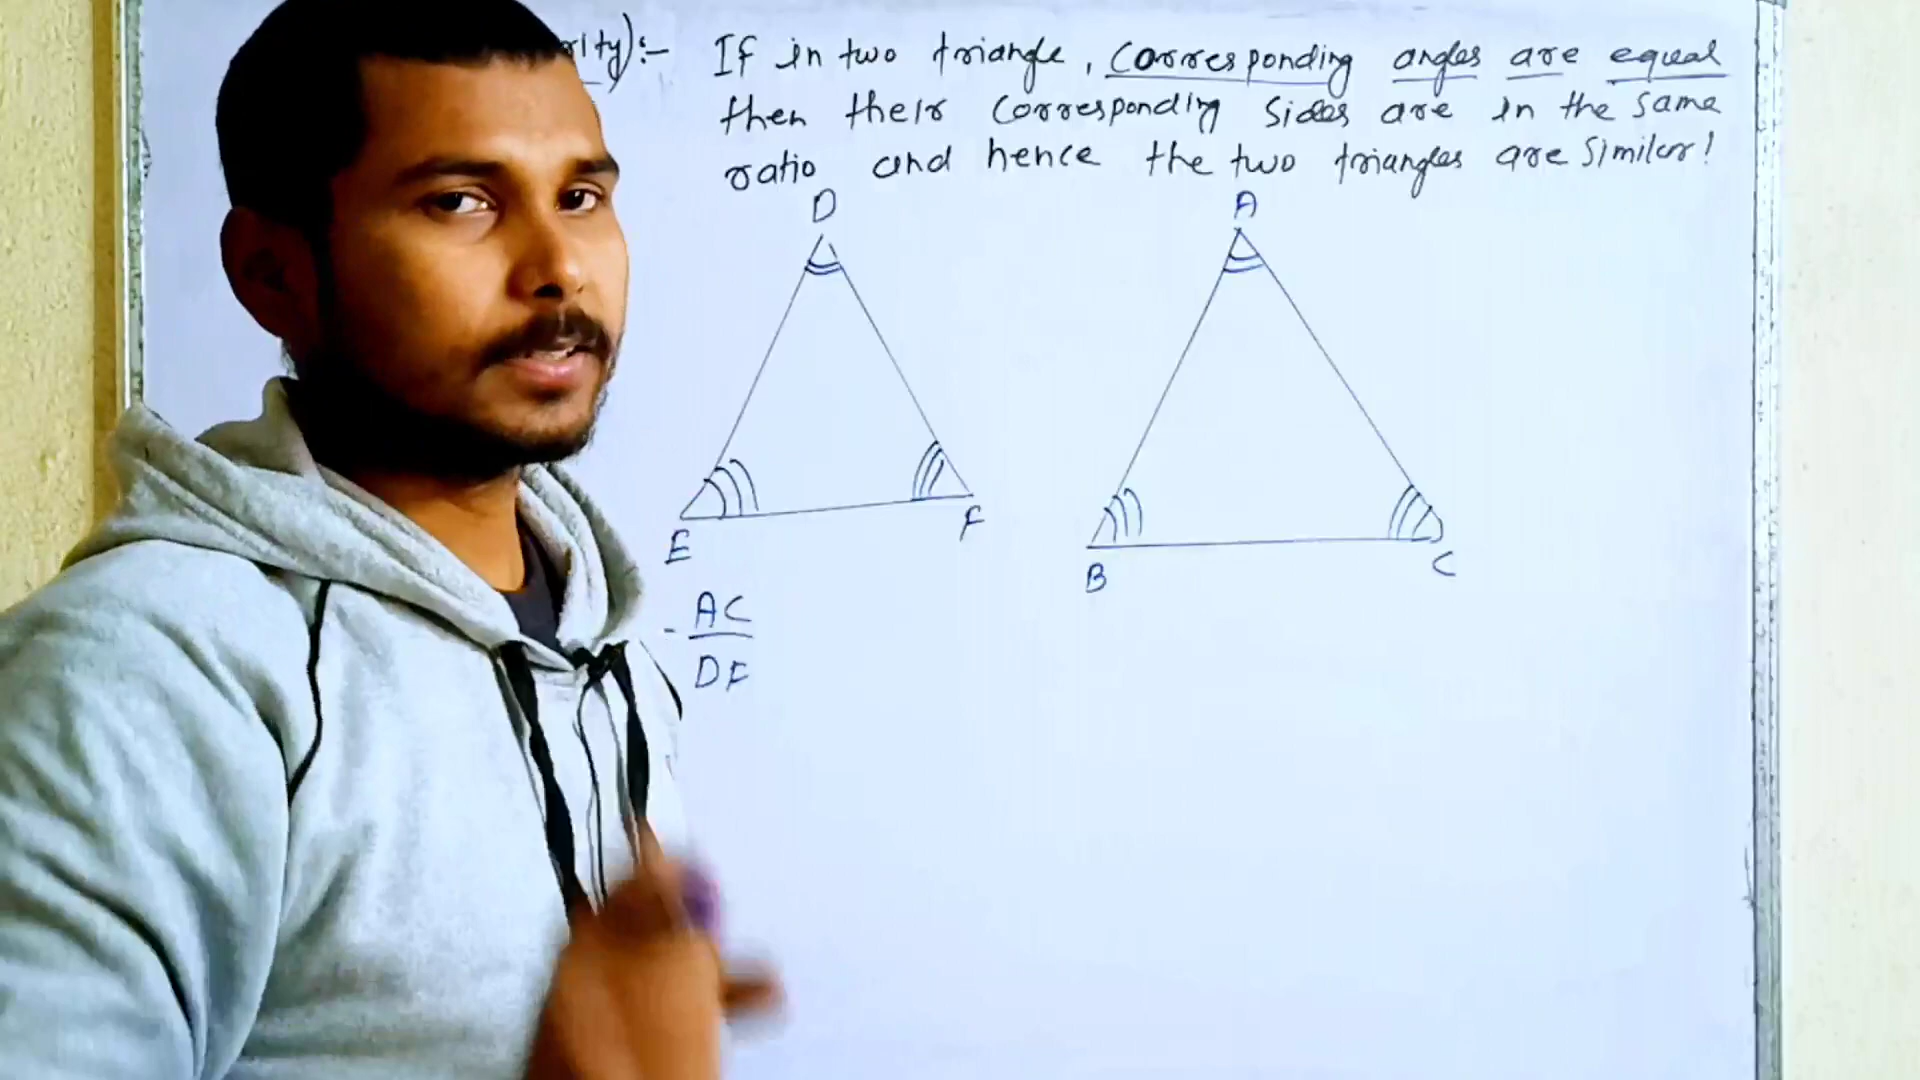 rity):- If in two triangle, corresponding angles are equal
then their corresponding sides are in the same
ratio and hence the two triangles are similar!
D
A
E
F
B
C
- AC
DF